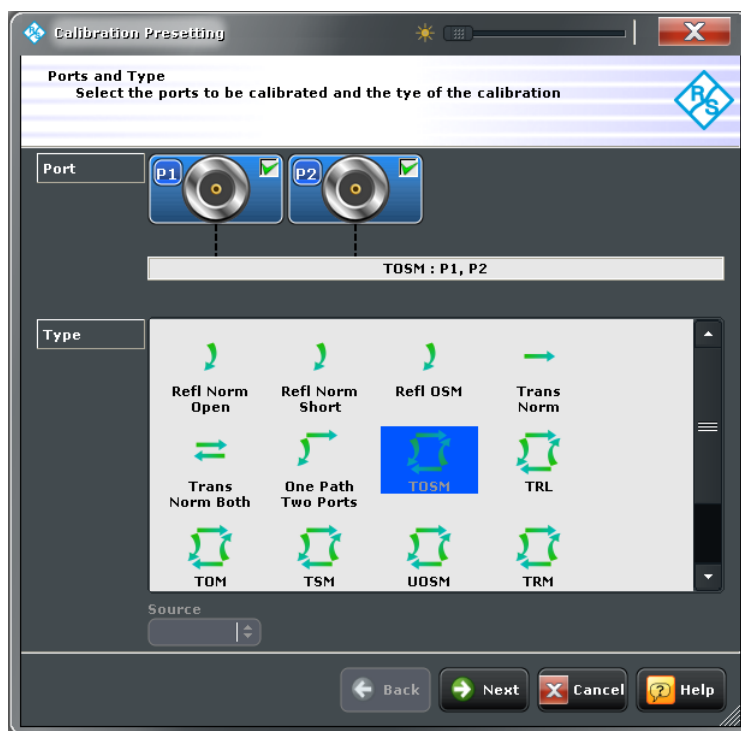 Calibration Presetting
Ports and Type
Select the ports to be calibrated and the tye of the calibration
R&S
Port
P1
P2
TOSM : P1, P2
Type
Refl Norm Open
Refl Norm Short
Refl OSM
Trans Norm
Trans Norm Both
One Path Two Ports
TOSM
TRL
TOM
TSM
UOSM
TRM
Source
Back
Next
Cancel
Help